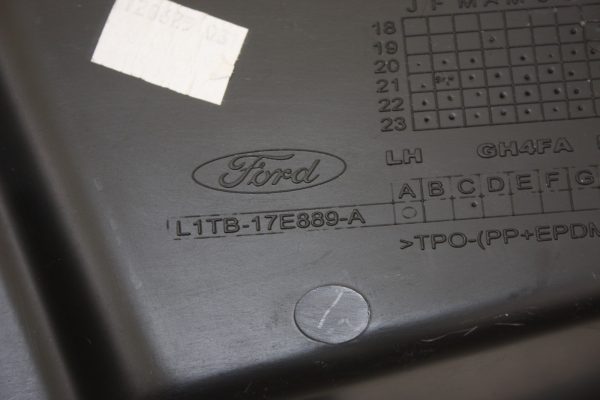 J F M A M J
18
19
20
21
22
23
LH GH4FA
Ford
A B C D E F G
L1TB-17E889-A
>TPO-(PP+EPDM